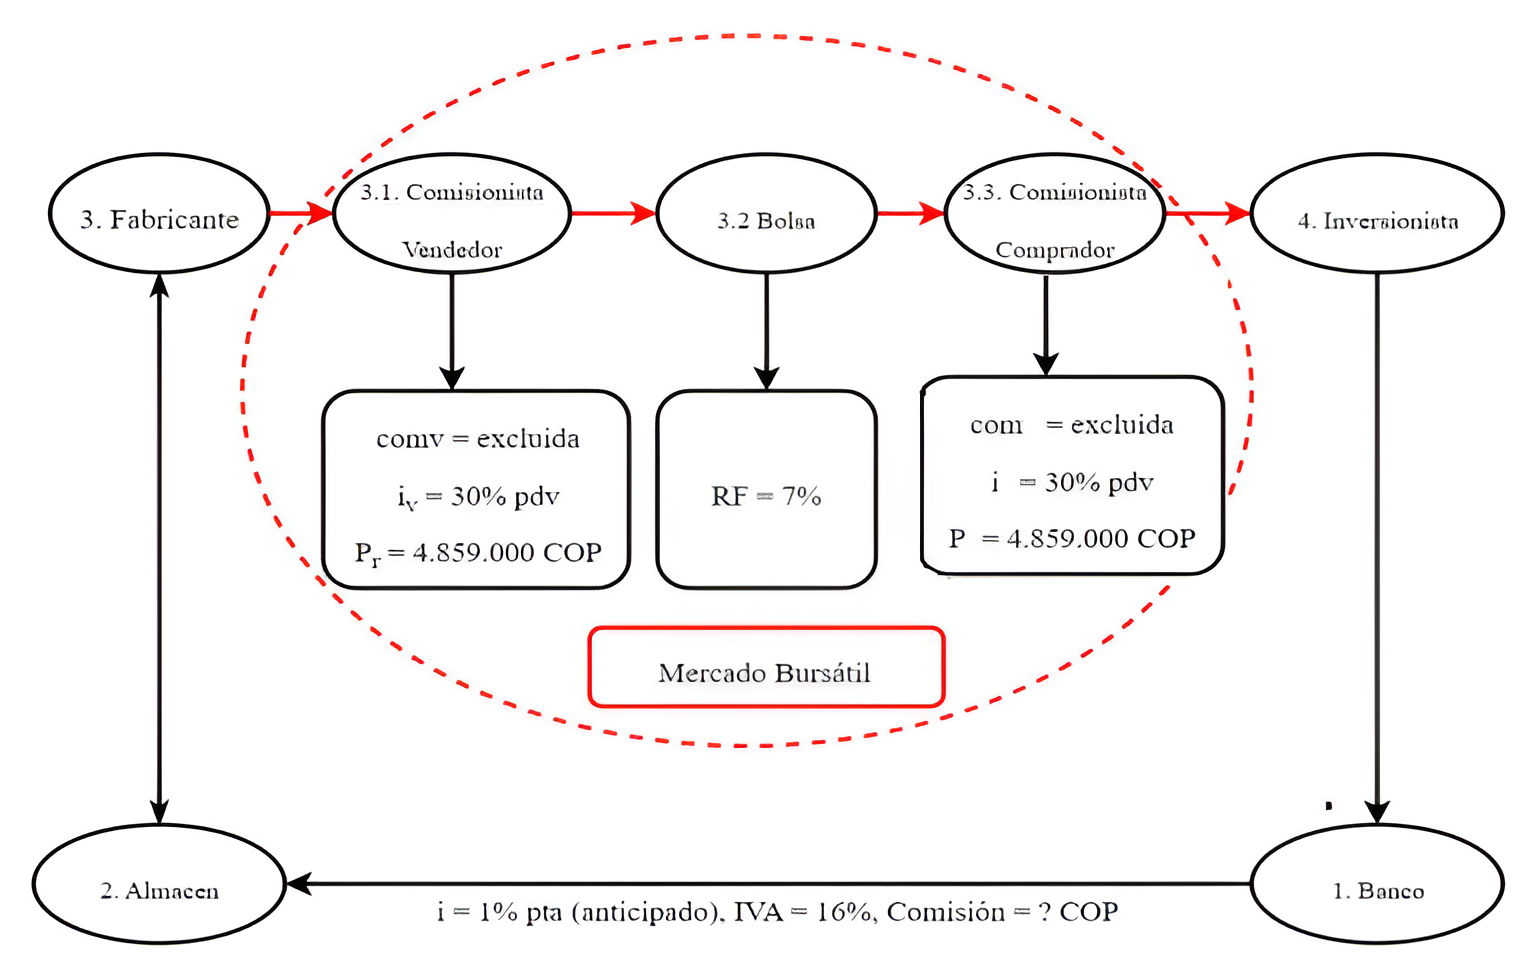 3. Fabricante
3.1. Comisionista
Vendedor
3.2 Bolsa
3.3. Comisionista
Comprador
4. Inversionista
comv = excluida
iv = 30% pdv
Pr = 4.859.000 COP
RF = 7%
com = excluida
i = 30% pdv
P = 4.859.000 COP
Mercado Bursátil
2. Almacen
1. Banco
i = 1% pta (anticipado), IVA = 16%, Comisión = ? COP